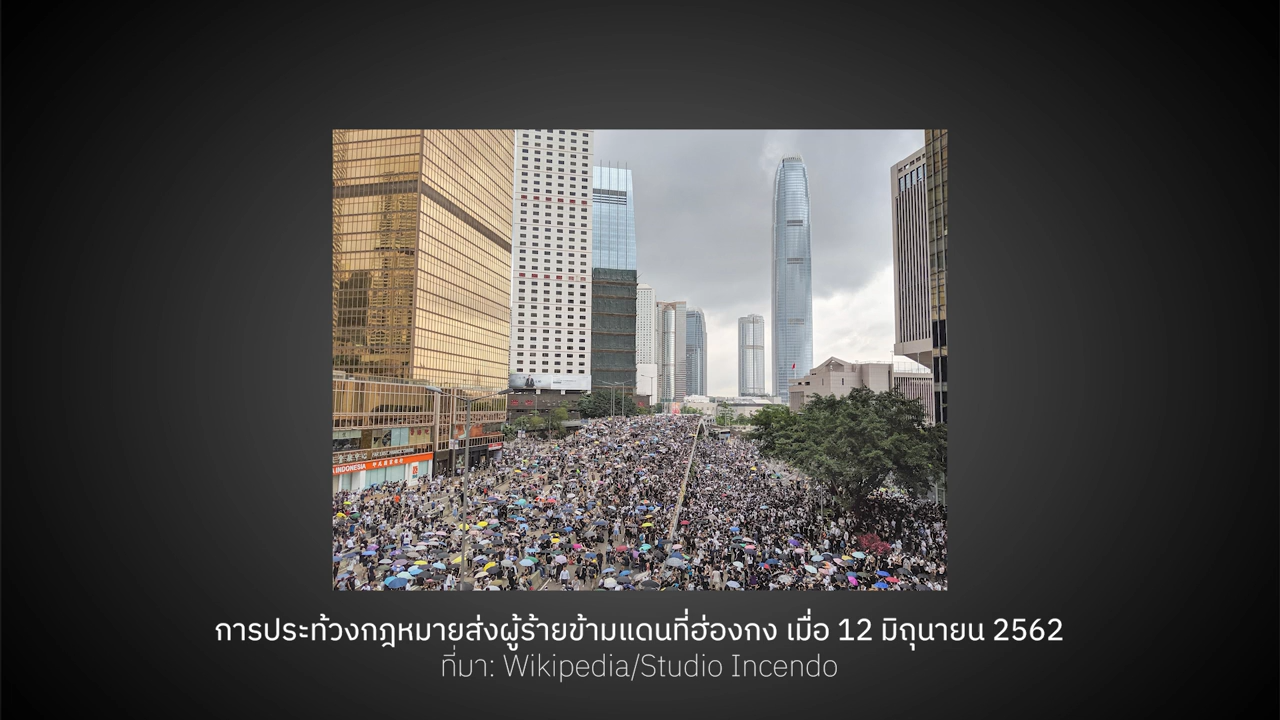 INDONESIA
การประท้วงกฎหมายส่งผู้ร้ายข้ามแดนที่ฮ่องกง เมื่อ 12 มิถุนายน 2562
ที่มา: Wikipedia/Studio Incendo